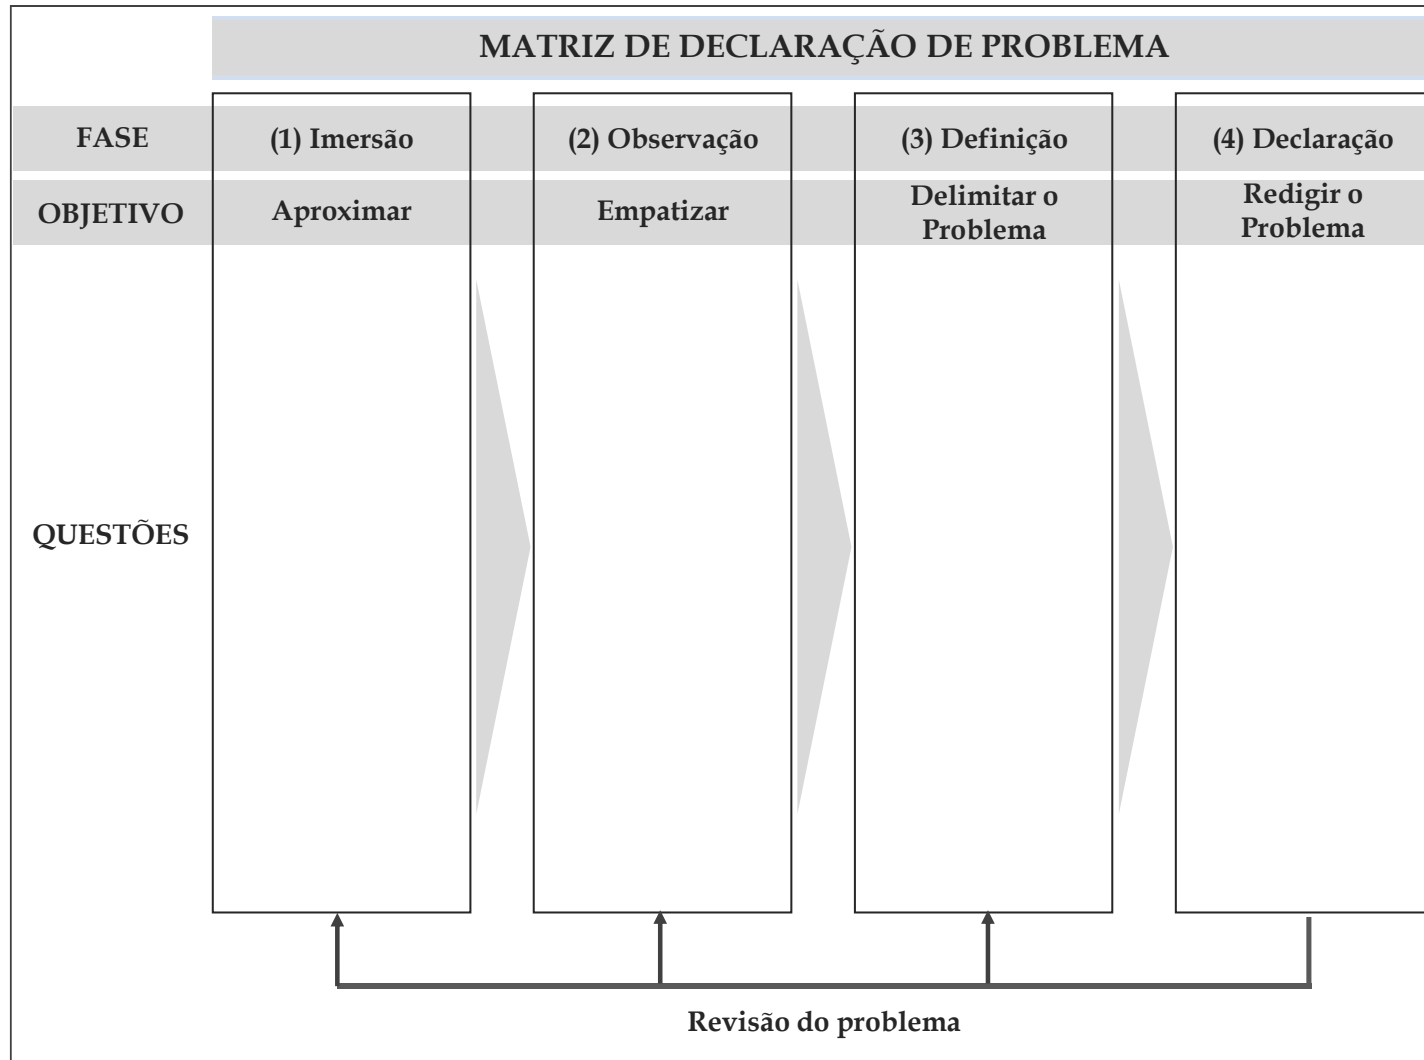 MATRIZ DE DECLARAÇÃO DE PROBLEMA
FASE
(1) Imersão
(2) Observação
(3) Definição
(4) Declaração
OBJETIVO
Aproximar
Empatizar
Delimitar o
Problema
Redigir o
Problema
QUESTÕES
Revisão do problema